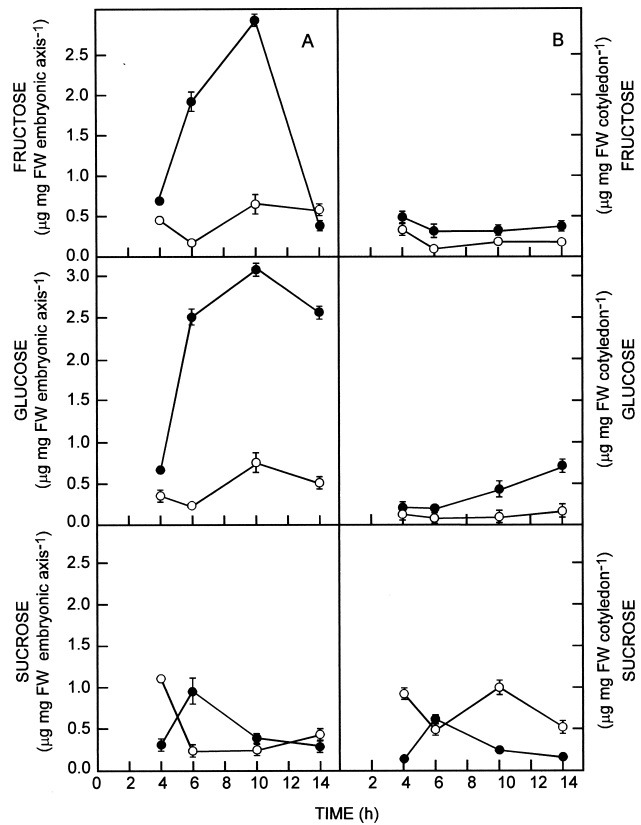 A
B
FRUCTOSE
(µg mg FW embryonic axis⁻¹)
2.5
2.0
1.5
1.0
0.5
0.0
(µg mg FW cotyledon⁻¹)
FRUCTOSE
GLUCOSE
(µg mg FW embryonic axis⁻¹)
3.0
2.5
2.0
1.5
1.0
0.5
0.0
(µg mg FW cotyledon⁻¹)
GLUCOSE
SUCROSE
(µg mg FW embryonic axis⁻¹)
2.5
2.0
1.5
1.0
0.5
0.0
(µg mg FW cotyledon⁻¹)
SUCROSE
0 2 4 6 8 10 12 14
2 4 6 8 10 12 14
TIME (h)